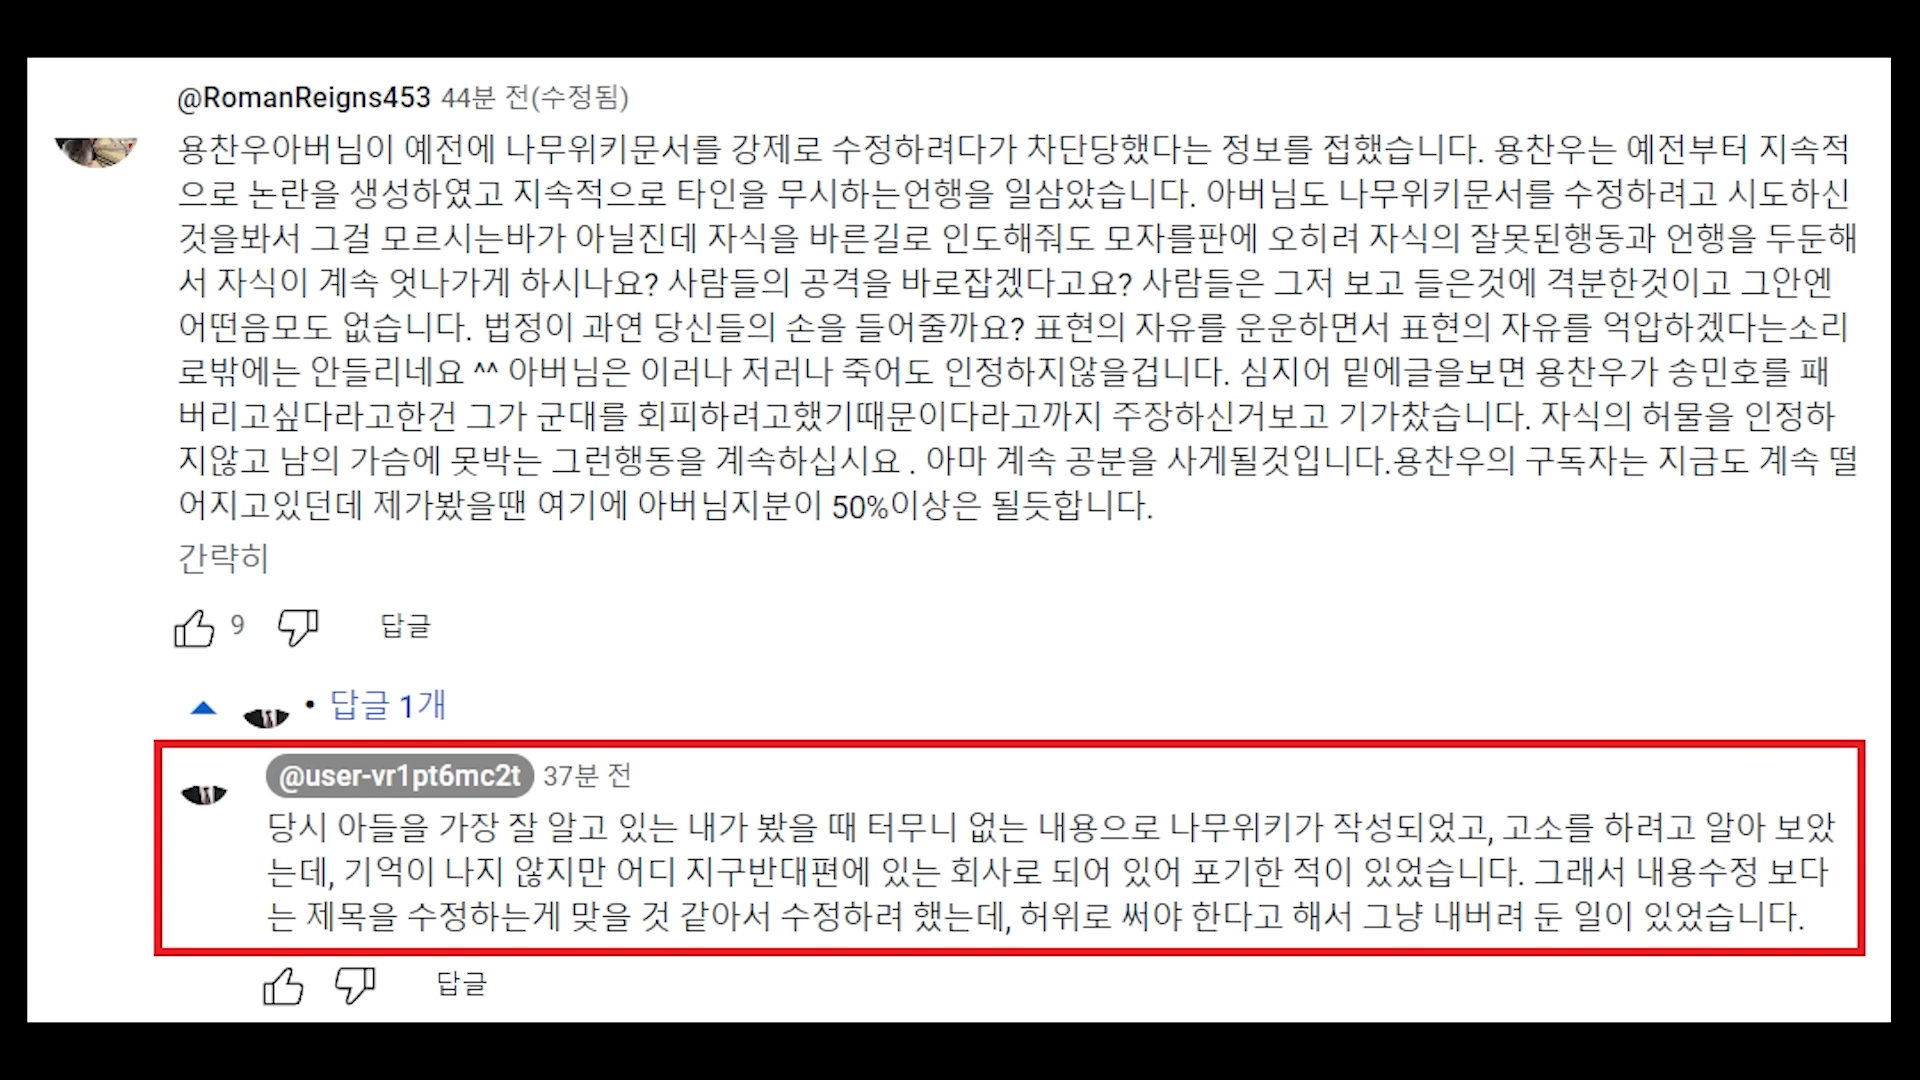 @RomanReigns453 44분 전(수정됨)
용찬우아버님이 예전에 나무위키문서를 강제로 수정하려다가 차단당했다는 정보를 접했습니다. 용찬우는 예전부터 지속적
으로 논란을 생성하였고 지속적으로 타인을 무시하는언행을 일삼았습니다. 아버님도 나무위키문서를 수정하려고 시도하신
것을봐서 그걸 모르시는바가 아닐진데 자식을 바른길로 인도해줘도 모자를판에 오히려 자식의 잘못된행동과 언행을 두둔해
서 자식이 계속 엇나가게 하시나요? 사람들의 공격을 바로잡겠다고요? 사람들은 그저 보고 들은것에 격분한것이고 그안엔
어떤음모도 없습니다. 법정이 과연 당신들의 손을 들어줄까요? 표현의 자유를 운운하면서 표현의 자유를 억압하겠다는소리
로밖에는 안들리네요 ^^ 아버님은 이러나 저러나 죽어도 인정하지않을겁니다. 심지어 밑에글을보면 용찬우가 송민호를 패
버리고싶다라고한건 그가 군대를 회피하려고했기때문이다라고까지 주장하신거보고 기가찼습니다. 자식의 허물을 인정하
지않고 남의 가슴에 못박는 그런행동을 계속하십시요 . 아마 계속 공분을 사게될것입니다.용찬우의 구독자는 지금도 계속 떨
어지고있던데 제가봤을땐 여기에 아버님지분이 50%이상은 될듯합니다.
간략히
9 답글
• 답글 1개
@user-vr1pt6mc2t 37분 전
당시 아들을 가장 잘 알고 있는 내가 봤을 때 터무니 없는 내용으로 나무위키가 작성되었고, 고소를 하려고 알아 보았
는데, 기억이 나지 않지만 어디 지구반대편에 있는 회사로 되어 있어 포기한 적이 있었습니다. 그래서 내용수정 보다
는 제목을 수정하는게 맞을 것 같아서 수정하려 했는데, 허위로 써야 한다고 해서 그냥 내버려 둔 일이 있었습니다.
답글